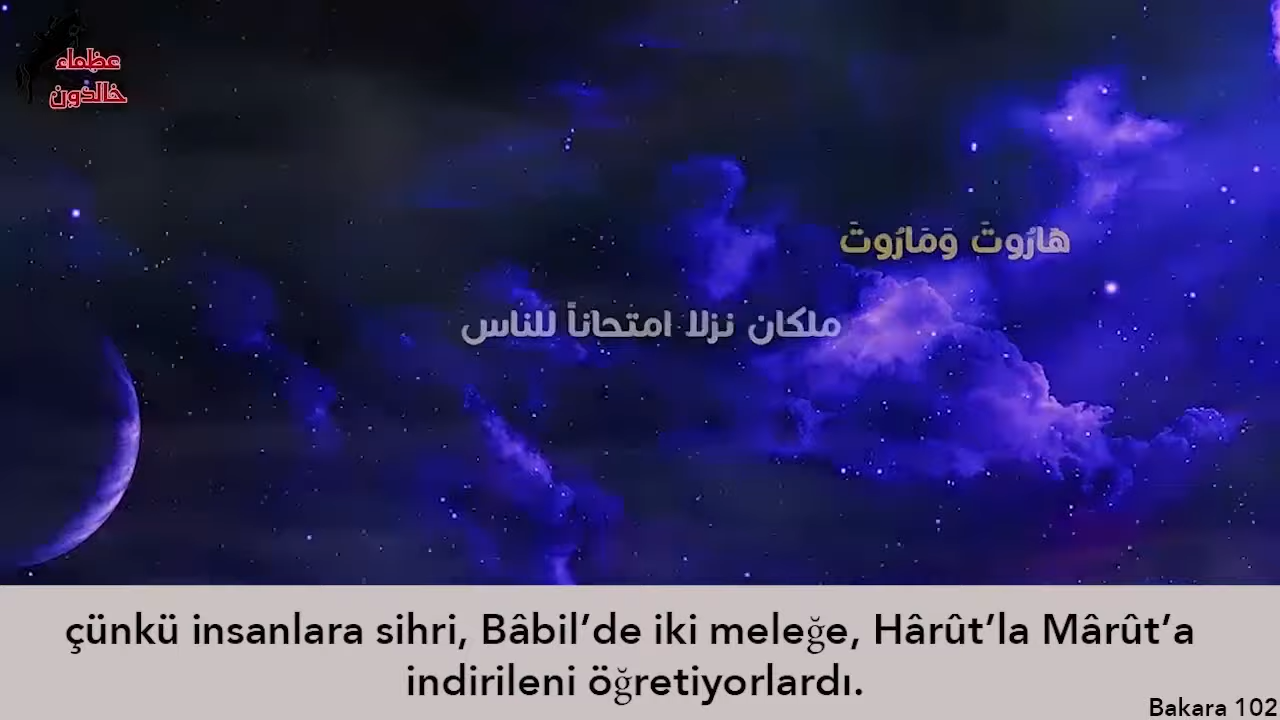 عظماء
خالدون
هَارُوتَ وَمَارُوتَ
ملكان نزلا امتحاناً للناس
çünkü insanlara sihri, Bâbil’de iki meleğe, Hârût’la Mârût’a
indirileni öğretiyorlardı.
Bakara 102